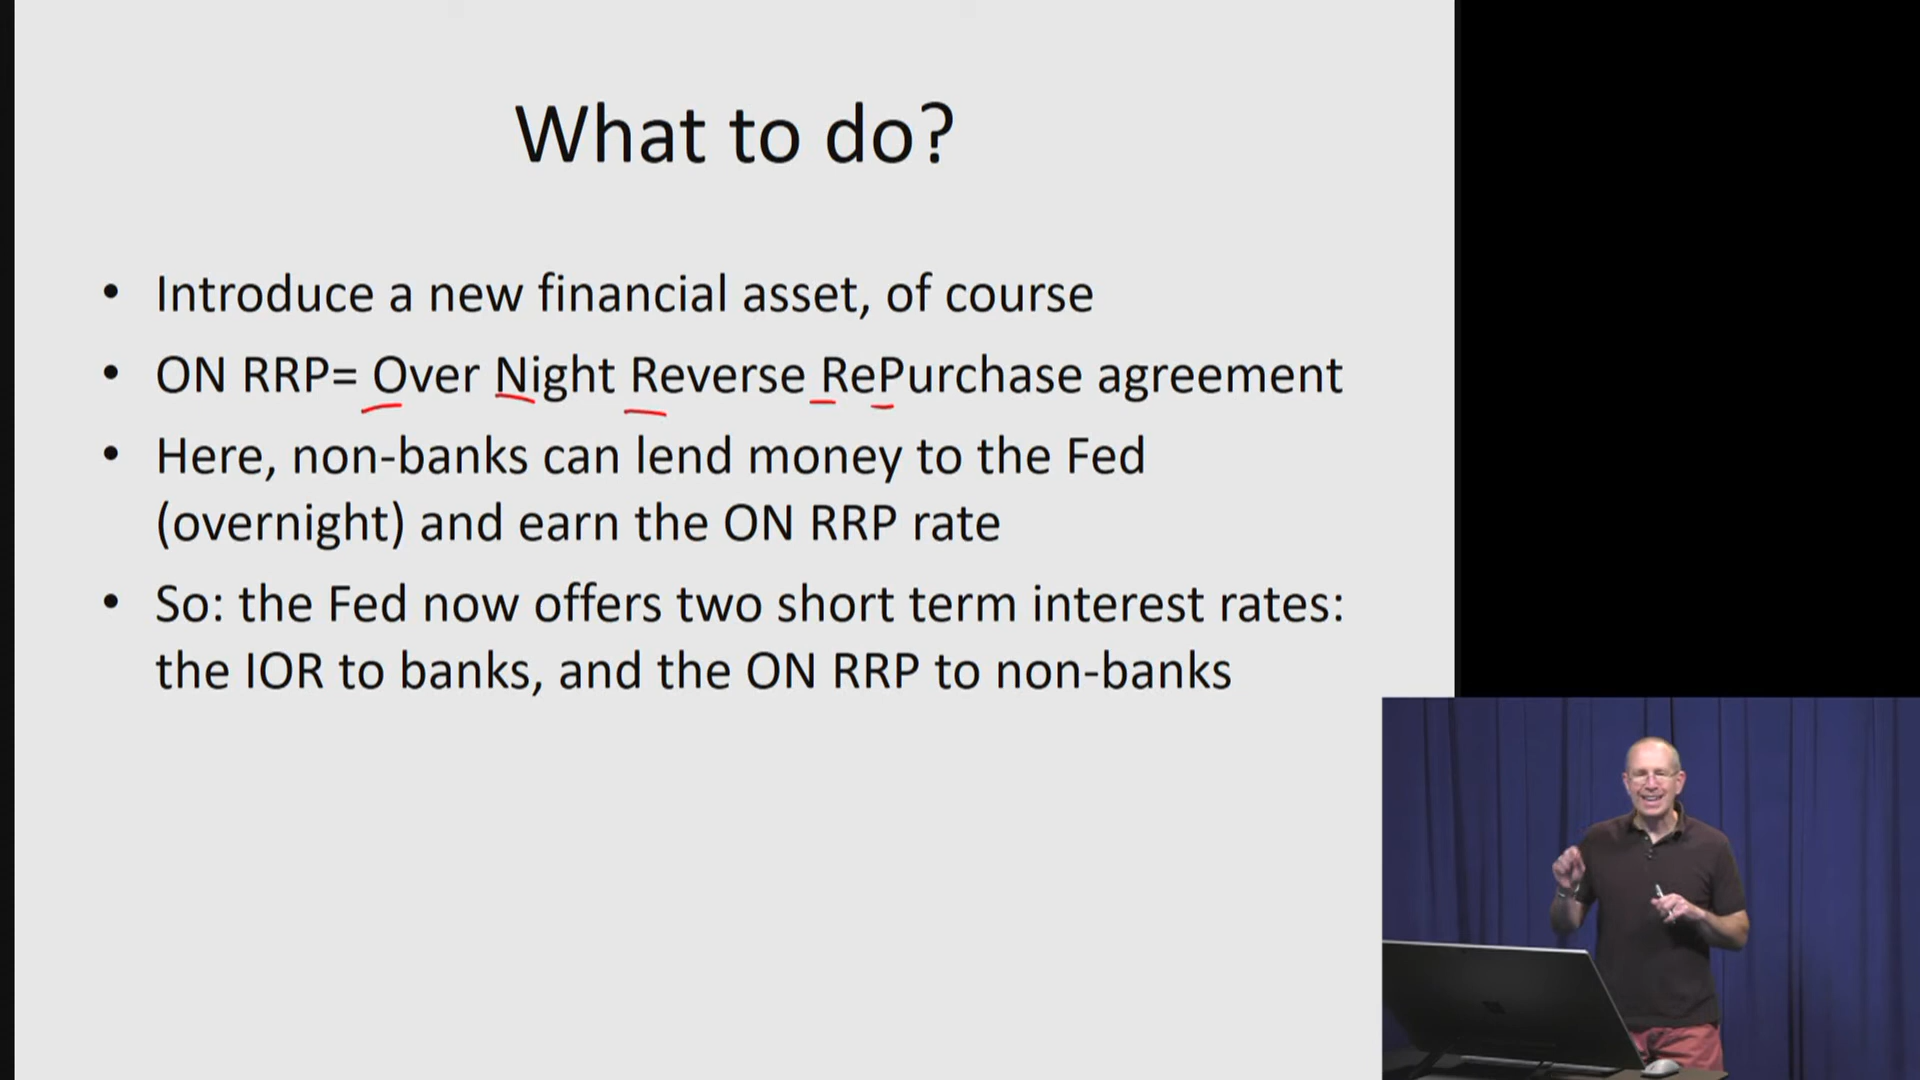 What to do?
• Introduce a new financial asset, of course
• ON RRP= Over Night Reverse RePurchase agreement
• Here, non-banks can lend money to the Fed
(overnight) and earn the ON RRP rate
• So: the Fed now offers two short term interest rates:
the IOR to banks, and the ON RRP to non-banks